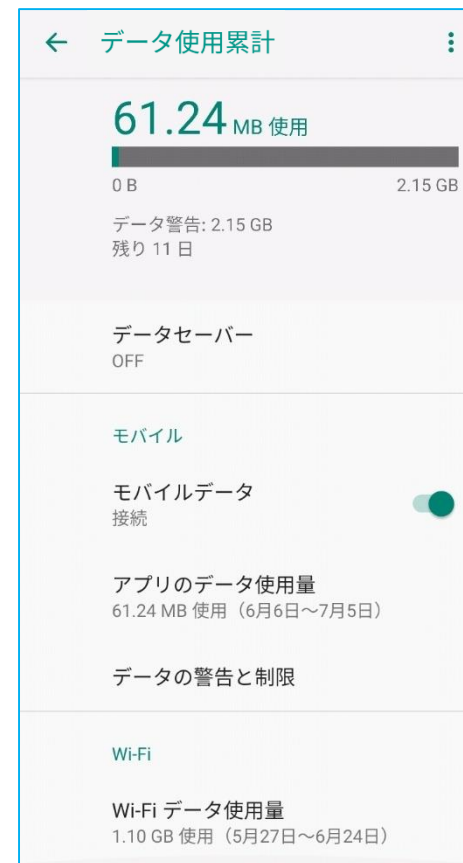 データ使用累計
61.24 MB 使用
0 B 2.15 GB
データ警告: 2.15 GB
残り 11 日
データセーバー
OFF
モバイル
モバイルデータ
接続
アプリのデータ使用量
61.24 MB 使用（6月6日～7月5日）
データの警告と制限
Wi-Fi
Wi-Fi データ使用量
1.10 GB 使用（5月27日～6月24日）